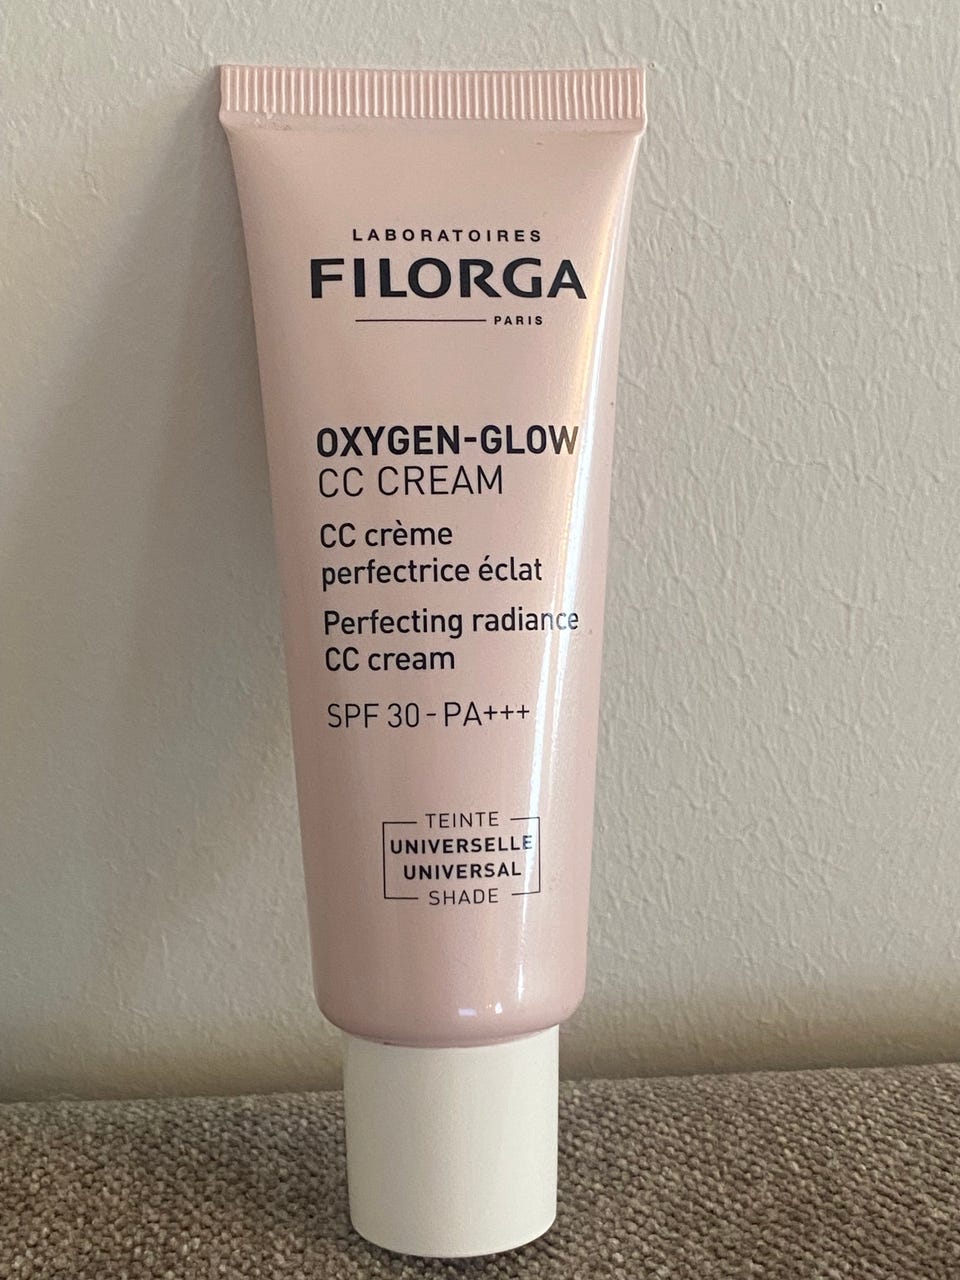 LABORATOIRES
FILORGA
PARIS
OXYGEN-GLOW
CC CREAM
CC crème
perfectrice éclat
Perfecting radiance
CC cream
SPF 30 - PA+++
TEINTE
UNIVERSELLE
UNIVERSAL
SHADE